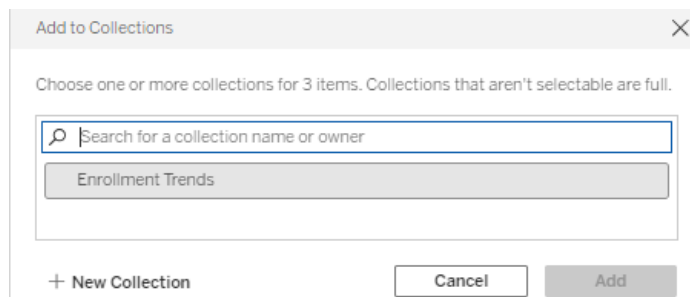 Add to Collections
Choose one or more collections for 3 items. Collections that aren't selectable are full.
Search for a collection name or owner
Enrollment Trends
+ New Collection
Cancel
Add